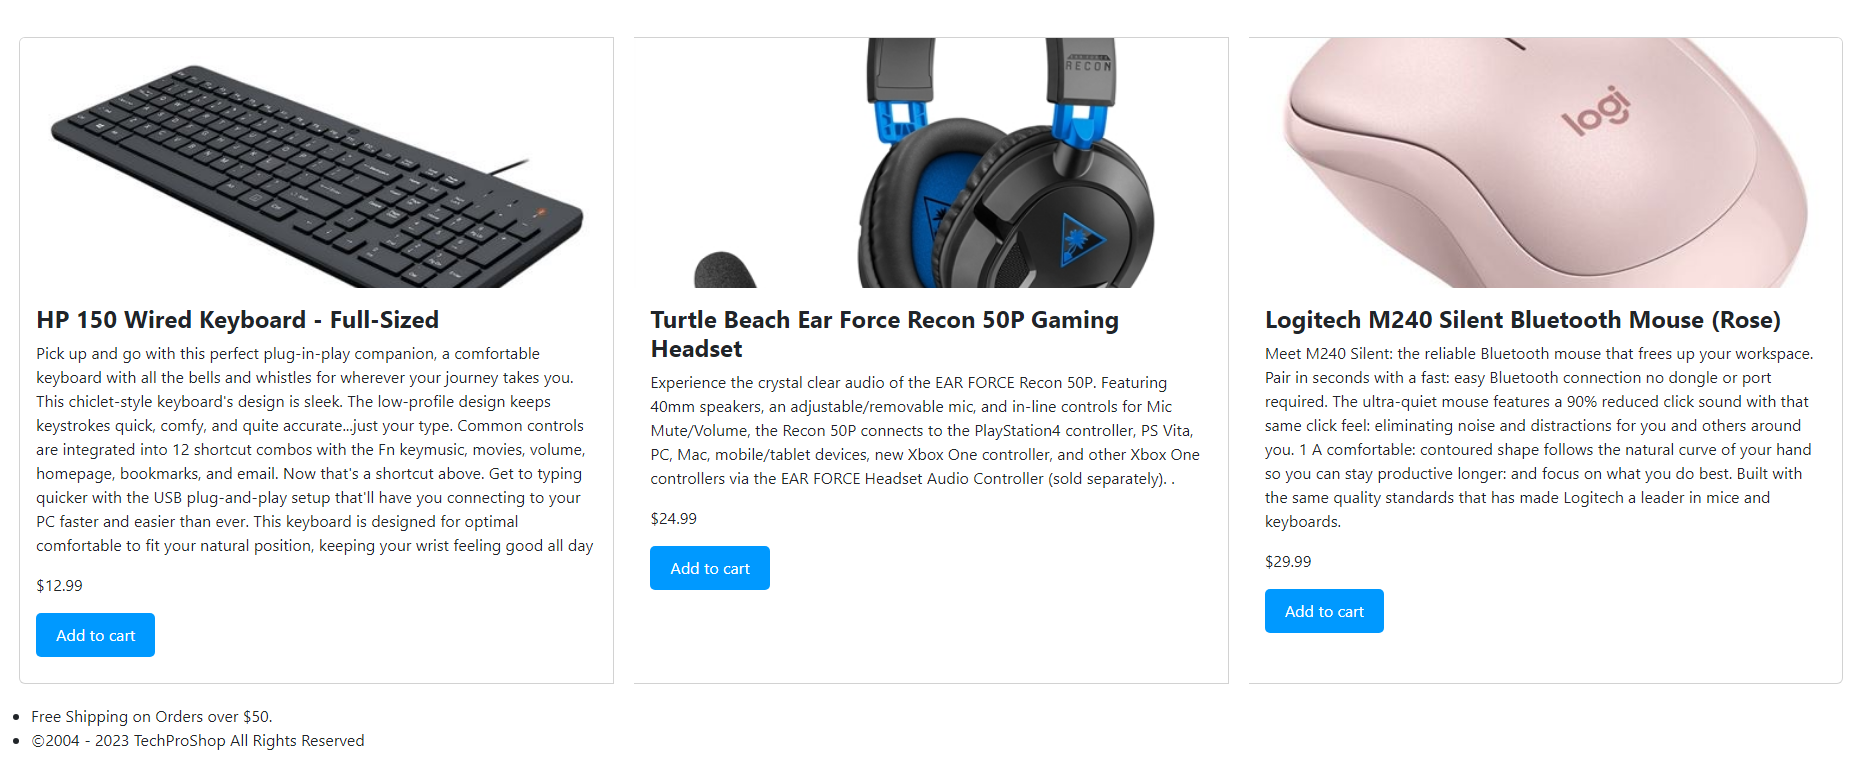 RECON
logi
HP 150 Wired Keyboard - Full-Sized
Pick up and go with this perfect plug-in-play companion, a comfortable
keyboard with all the bells and whistles for wherever your journey takes you.
This chiclet-style keyboard's design is sleek. The low-profile design keeps
keystrokes quick, comfy, and quite accurate...just your type. Common controls
are integrated into 12 shortcut combos with the Fn keymusic, movies, volume,
homepage, bookmarks, and email. Now that's a shortcut above. Get to typing
quicker with the USB plug-and-play setup that'll have you connecting to your
PC faster and easier than ever. This keyboard is designed for optimal
comfortable to fit your natural position, keeping your wrist feeling good all day
$12.99
Add to cart
Turtle Beach Ear Force Recon 50P Gaming
Headset
Experience the crystal clear audio of the EAR FORCE Recon 50P. Featuring
40mm speakers, an adjustable/removable mic, and in-line controls for Mic
Mute/Volume, the Recon 50P connects to the PlayStation4 controller, PS Vita,
PC, Mac, mobile/tablet devices, new Xbox One controller, and other Xbox One
controllers via the EAR FORCE Headset Audio Controller (sold separately). .
$24.99
Add to cart
Logitech M240 Silent Bluetooth Mouse (Rose)
Meet M240 Silent: the reliable Bluetooth mouse that frees up your workspace.
Pair in seconds with a fast: easy Bluetooth connection no dongle or port
required. The ultra-quiet mouse features a 90% reduced click sound with that
same click feel: eliminating noise and distractions for you and others around
you. 1 A comfortable: contoured shape follows the natural curve of your hand
so you can stay productive longer: and focus on what you do best. Built with
the same quality standards that has made Logitech a leader in mice and
keyboards.
$29.99
Add to cart
Free Shipping on Orders over $50.
©2004 - 2023 TechProShop All Rights Reserved